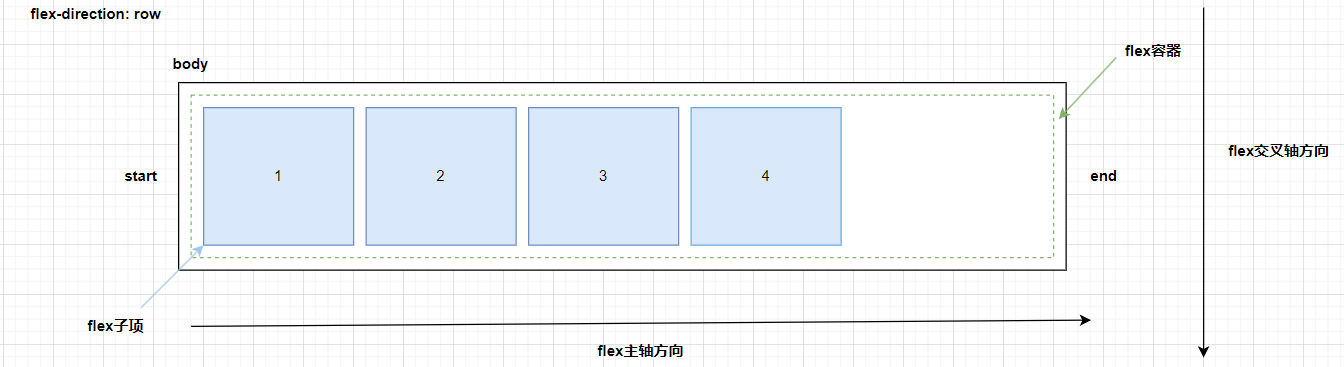 flex-direction: row
flex容器
body
flex交叉轴方向
start
1
2
3
4
end
flex子项
flex主轴方向